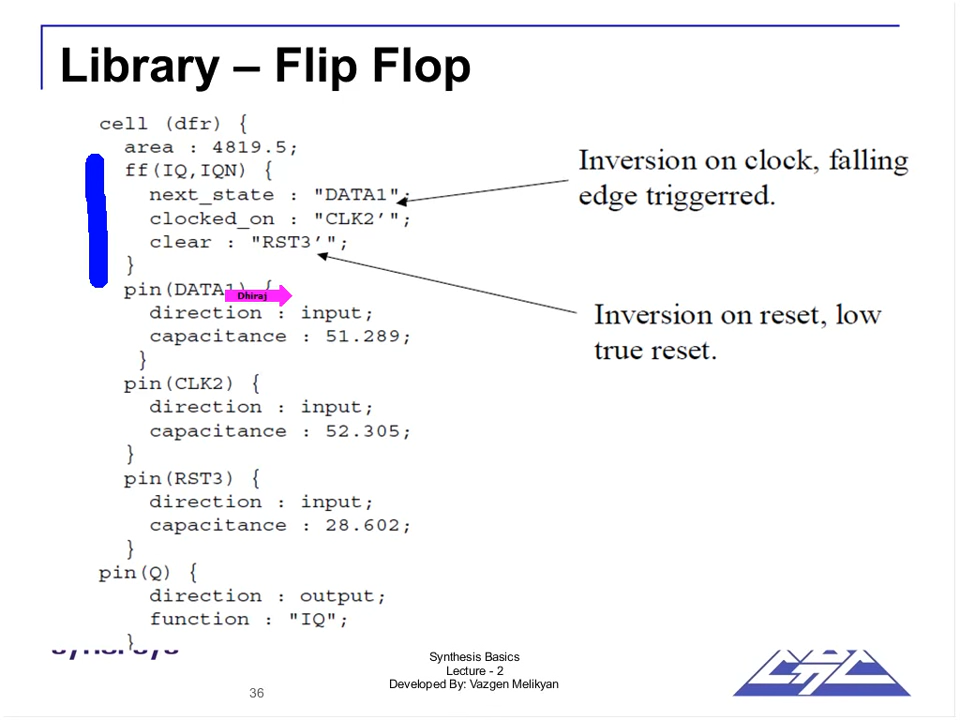 Library – Flip Flop
cell (dfr) {
area : 4819.5;
ff(IQ,IQN) {
next_state : "DATA1";
clocked_on : "CLK2’";
clear : "RST3’";
}
pin(DATA1) {
Dhiraj
direction : input;
capacitance : 51.289;
}
pin(CLK2) {
direction : input;
capacitance : 52.305;
}
pin(RST3) {
direction : input;
capacitance : 28.602;
}
pin(Q) {
direction : output;
function : "IQ";
}
Inversion on clock, falling
edge triggerred.
Inversion on reset, low
true reset.
Synthesis Basics
Lecture - 2
Developed By: Vazgen Melikyan
36